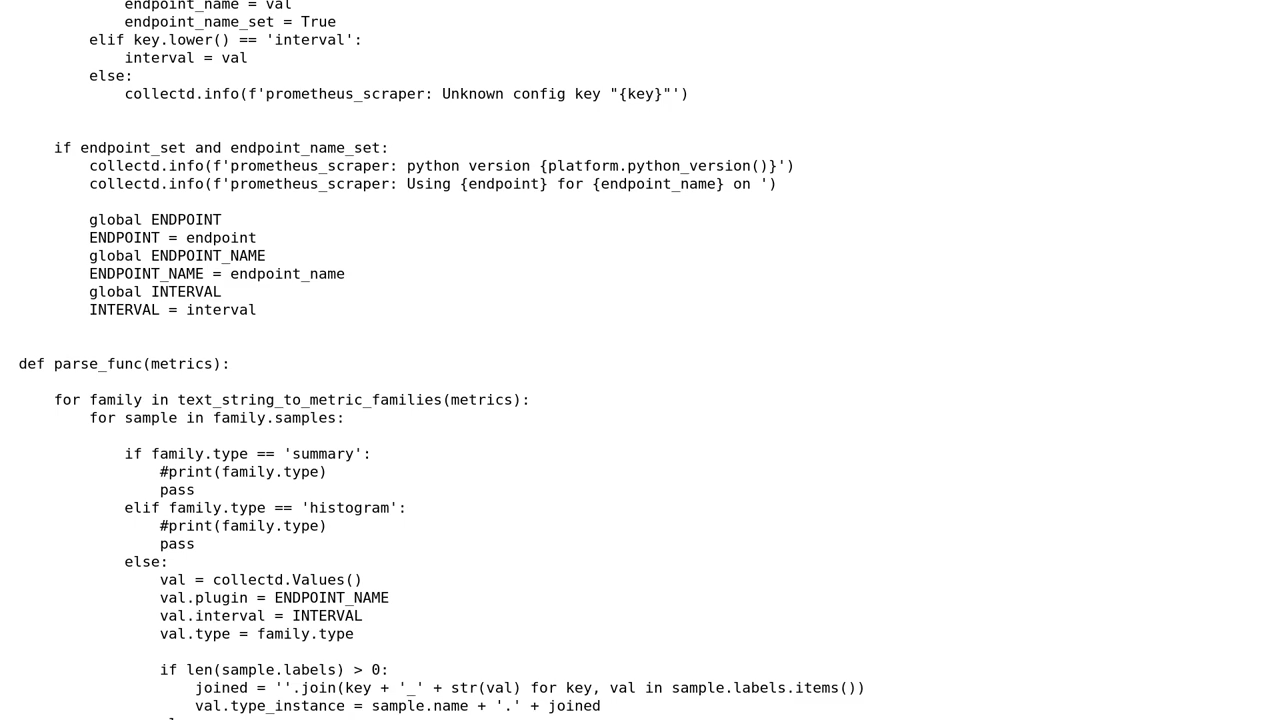 endpoint_name = val
            endpoint_name_set = True
        elif key.lower() == 'interval':
            interval = val
        else:
            collectd.info(f'prometheus_scraper: Unknown config key "{key}"')


    if endpoint_set and endpoint_name_set:
        collectd.info(f'prometheus_scraper: python version {platform.python_version()}')
        collectd.info(f'prometheus_scraper: Using {endpoint} for {endpoint_name} on ')

        global ENDPOINT
        ENDPOINT = endpoint
        global ENDPOINT_NAME
        ENDPOINT_NAME = endpoint_name
        global INTERVAL
        INTERVAL = interval


def parse_func(metrics):

    for family in text_string_to_metric_families(metrics):
        for sample in family.samples:

            if family.type == 'summary':
                #print(family.type)
                pass
            elif family.type == 'histogram':
                #print(family.type)
                pass
            else:
                val = collectd.Values()
                val.plugin = ENDPOINT_NAME
                val.interval = INTERVAL
                val.type = family.type

                if len(sample.labels) > 0:
                    joined = ''.join(key + '_' + str(val) for key, val in sample.labels.items())
                    val.type_instance = sample.name + '.' + joined